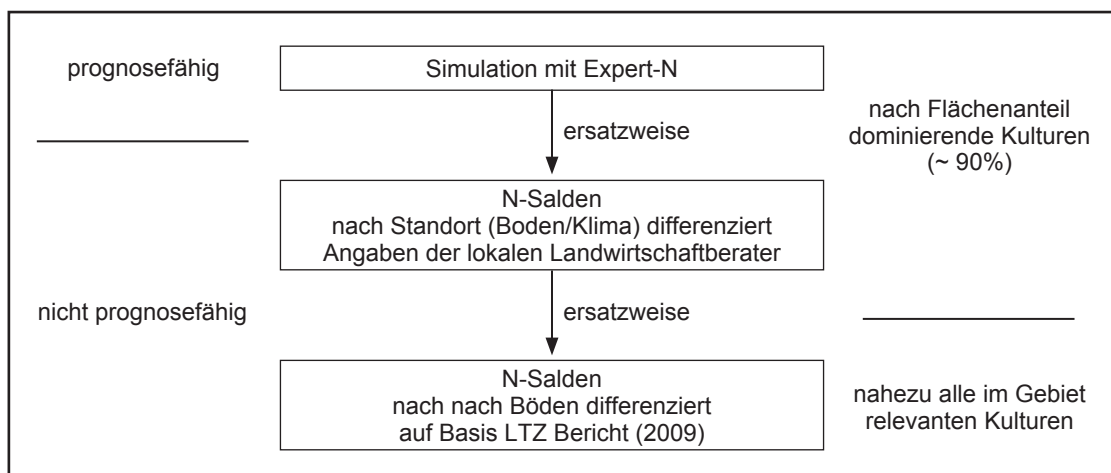 prognosefähig
Simulation mit Expert-N
ersatzweise
nach Flächenanteil
dominierende Kulturen
(~ 90%)
N-Salden
nach Standort (Boden/Klima) differenziert
Angaben der lokalen Landwirtschaftberater
nicht prognosefähig
ersatzweise
N-Salden
nach nach Böden differenziert
auf Basis LTZ Bericht (2009)
nahezu alle im Gebiet
relevanten Kulturen